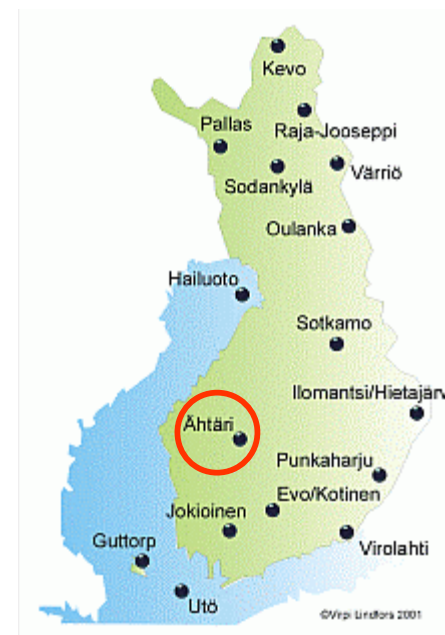 Kevo
Pallas
Raja-Jooseppi
Värriö
Sodankylä
Oulanka
Hailuoto
Sotkamo
Ilomantsi/Hietajärv
Ähtäri
Punkaharju
Evo/Kotinen
Jokioinen
Guttorp
Virolahti
Utö
©Virpi Lindfors 2001